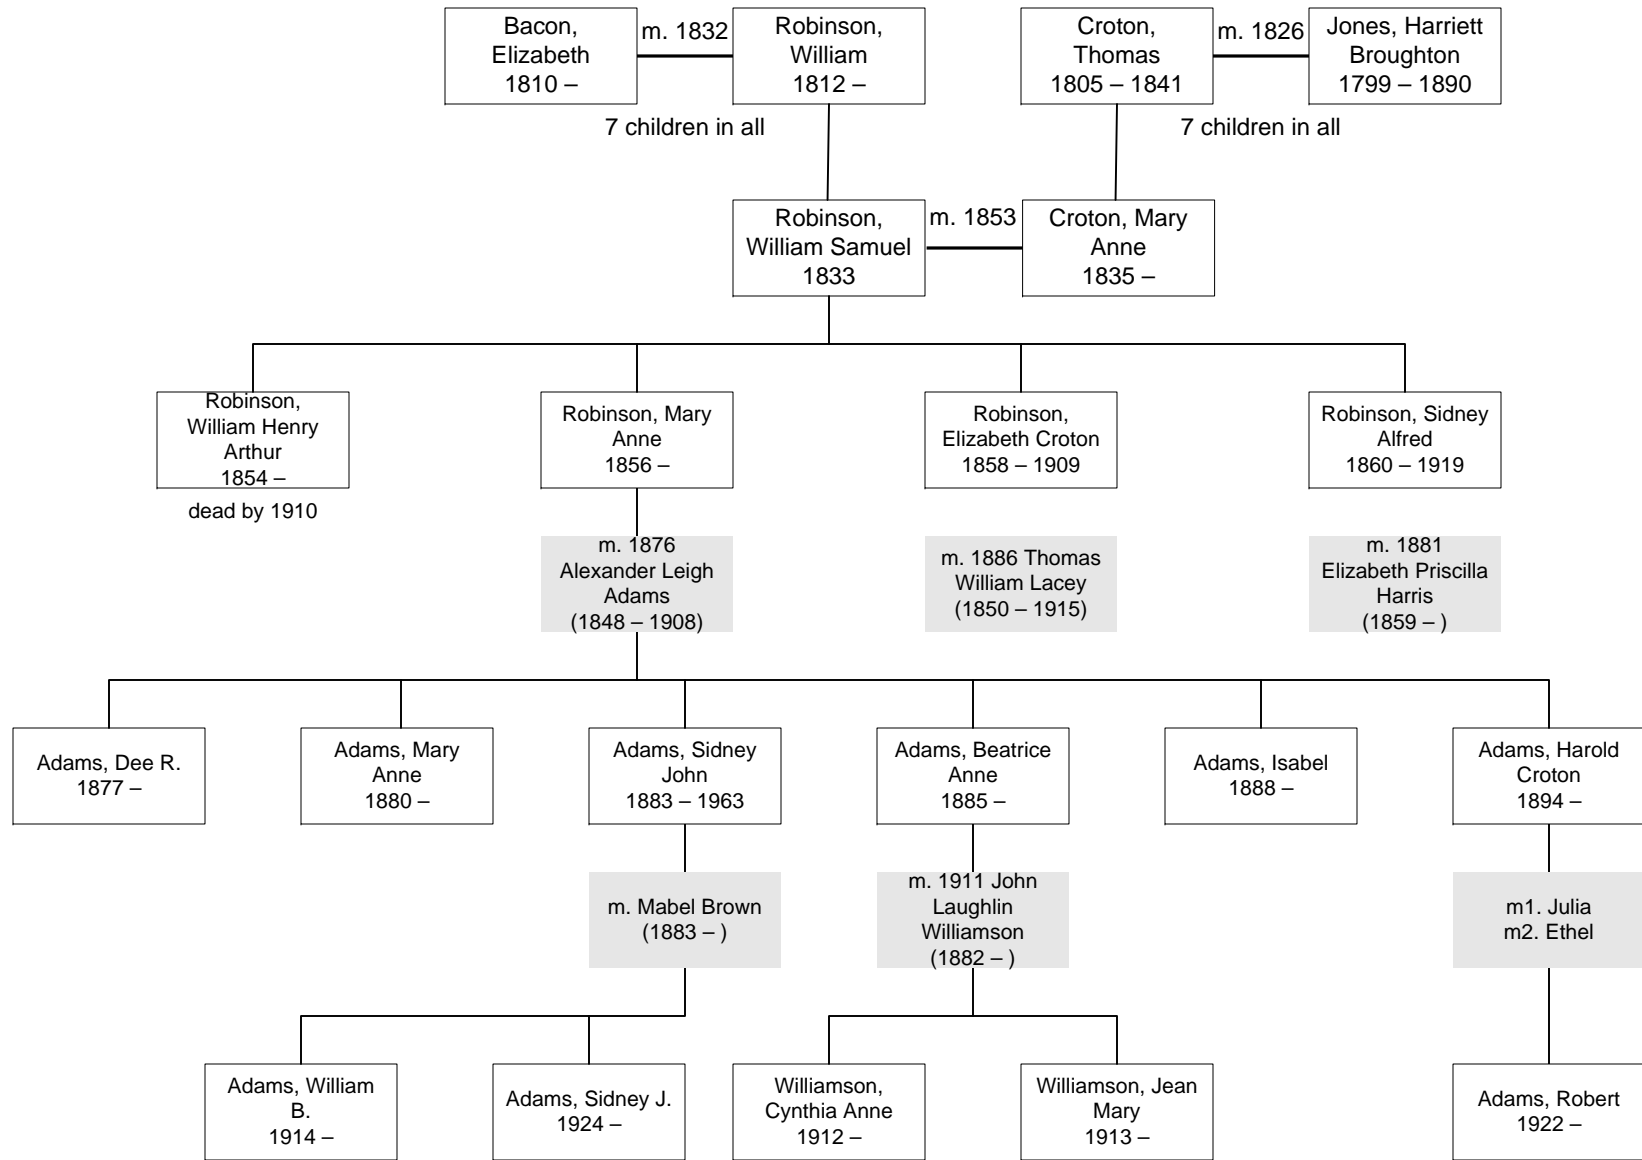 Bacon,
Elizabeth
1810 –
m. 1832
Robinson,
William
1812 –
Croton,
Thomas
1805 – 1841
m. 1826
Jones, Harriett
Broughton
1799 – 1890
7 children in all
7 children in all
Robinson,
William Samuel
1833
m. 1853
Croton, Mary
Anne
1835 –
Robinson,
William Henry
Arthur
1854 –
dead by 1910
Robinson, Mary
Anne
1856 –
Robinson,
Elizabeth Croton
1858 – 1909
Robinson, Sidney
Alfred
1860 – 1919
m. 1876
Alexander Leigh
Adams
(1848 – 1908)
m. 1886 Thomas
William Lacey
(1850 – 1915)
m. 1881
Elizabeth Priscilla
Harris
(1859 – )
Adams, Dee R.
1877 –
Adams, Mary
Anne
1880 –
Adams, Sidney
John
1883 – 1963
Adams, Beatrice
Anne
1885 –
Adams, Isabel
1888 –
Adams, Harold
Croton
1894 –
m. Mabel Brown
(1883 – )
m. 1911 John
Laughlin
Williamson
(1882 – )
m1. Julia
m2. Ethel
Adams, William
B.
1914 –
Adams, Sidney J.
1924 –
Williamson,
Cynthia Anne
1912 –
Williamson, Jean
Mary
1913 –
Adams, Robert
1922 –